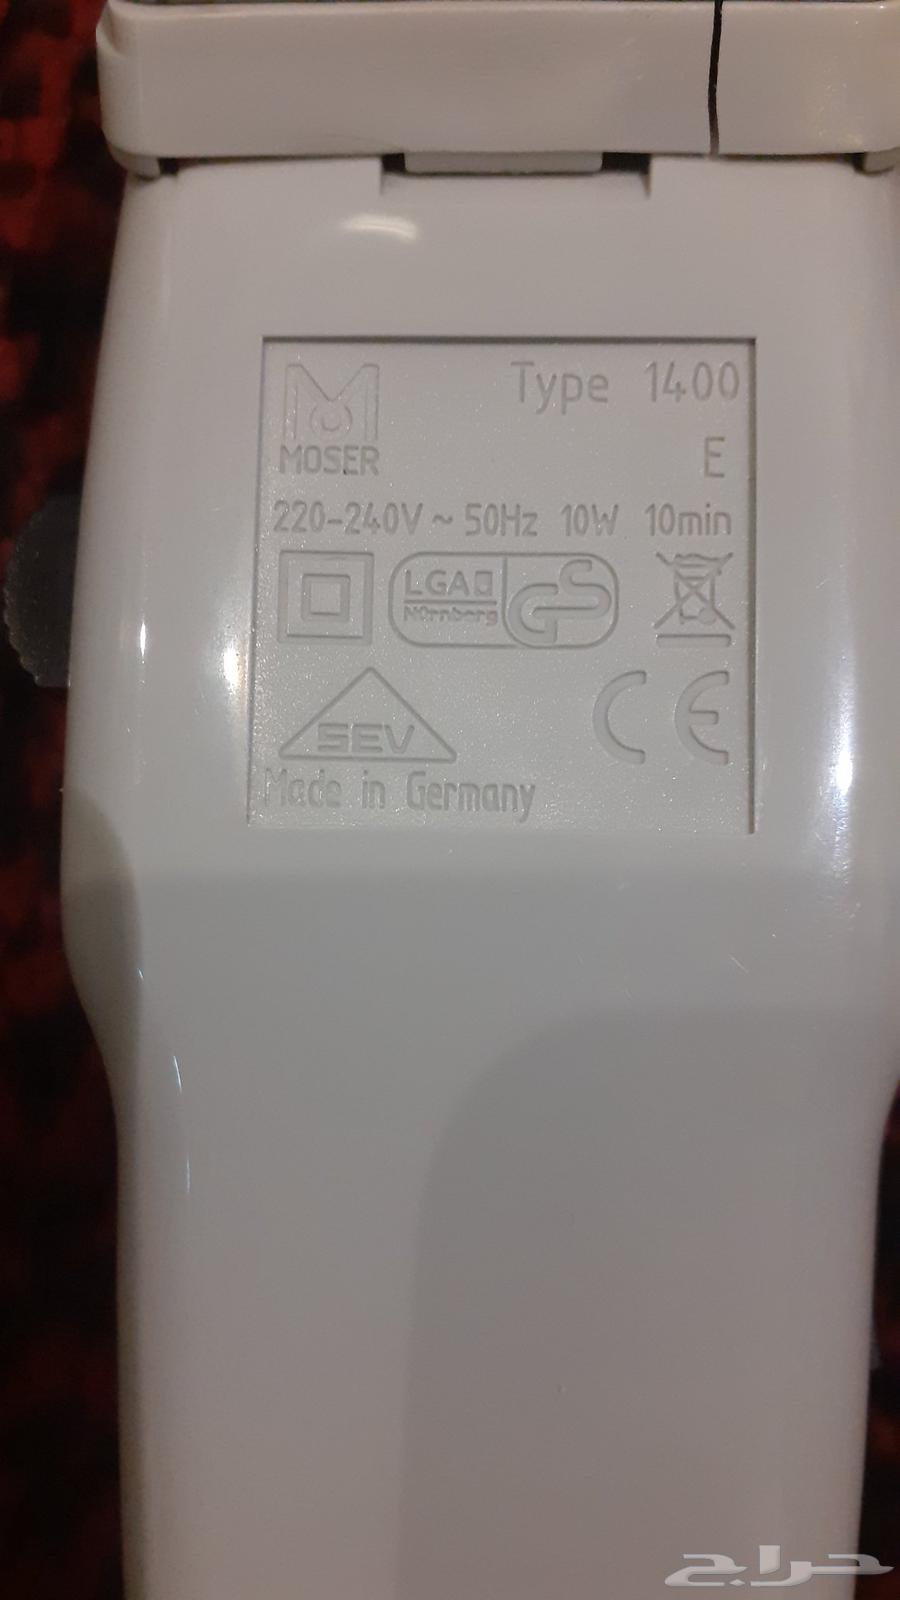 Type 1400
MOSER
E
220-240V ~ 50Hz 10W 10min
LGA
Nürnberg
GS
SEV
CE
Made in Germany
حراج